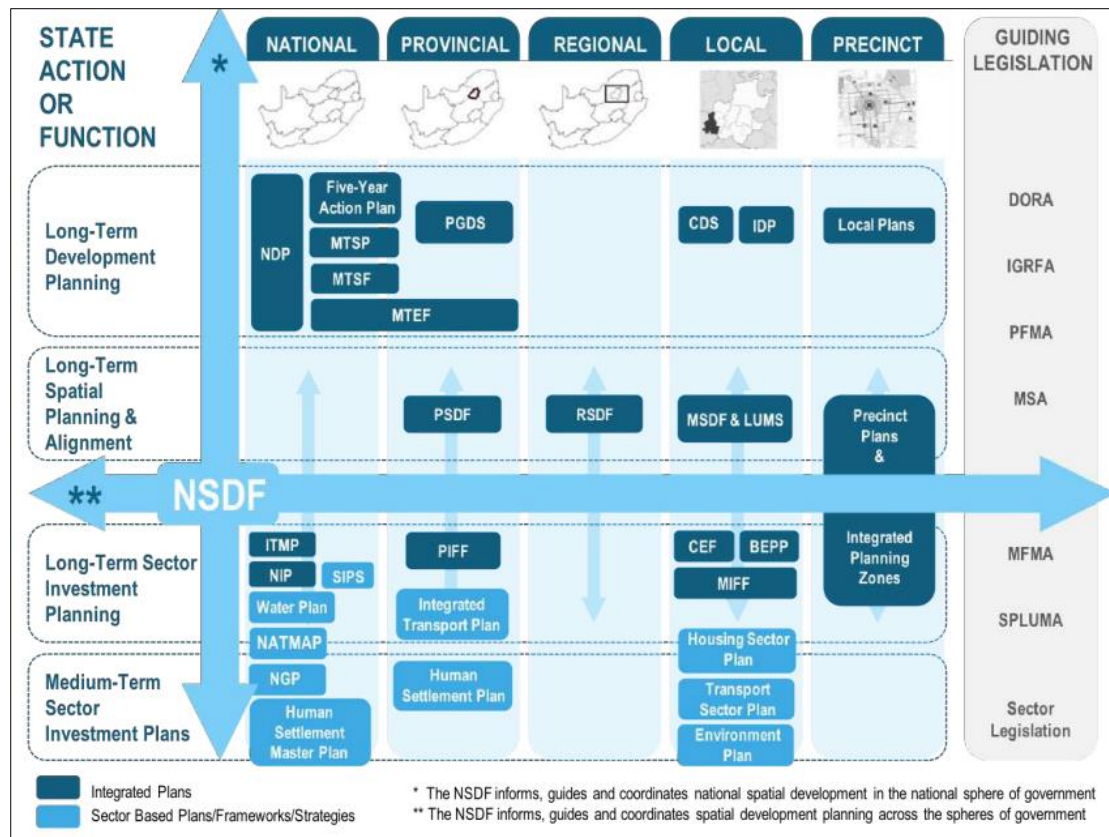 STATE
ACTION
OR
FUNCTION
*
NATIONAL
PROVINCIAL
REGIONAL
LOCAL
PRECINCT
GUIDING
LEGISLATION
Long-Term
Development
Planning
NDP
Five-Year
Action Plan
MTSP
MTSF
MTEF
PGDS
CDS
IDP
Local Plans
DORA
IGRFA
PFMA
Long-Term
Spatial
Planning &
Alignment
PSDF
RSDF
MSDF & LUMS
Precinct
Plans
&
Integrated
Planning
Zones
MSA
**
NSDF
Long-Term Sector
Investment
Planning
ITMP
NIP
SIPS
Water Plan
NATMAP
PIFF
Integrated
Transport Plan
CEF
BEPP
MIFF
Housing Sector
Plan
MFMA
SPLUMA
Medium-Term
Sector
Investment Plans
NGP
Human
Settlement
Master Plan
Human
Settlement Plan
Transport
Sector Plan
Environment
Plan
Sector
Legislation
Integrated Plans
Sector Based Plans/Frameworks/Strategies
* The NSDF informs, guides and coordinates national spatial development in the national sphere of government
** The NSDF informs, guides and coordinates spatial development planning across the spheres of government